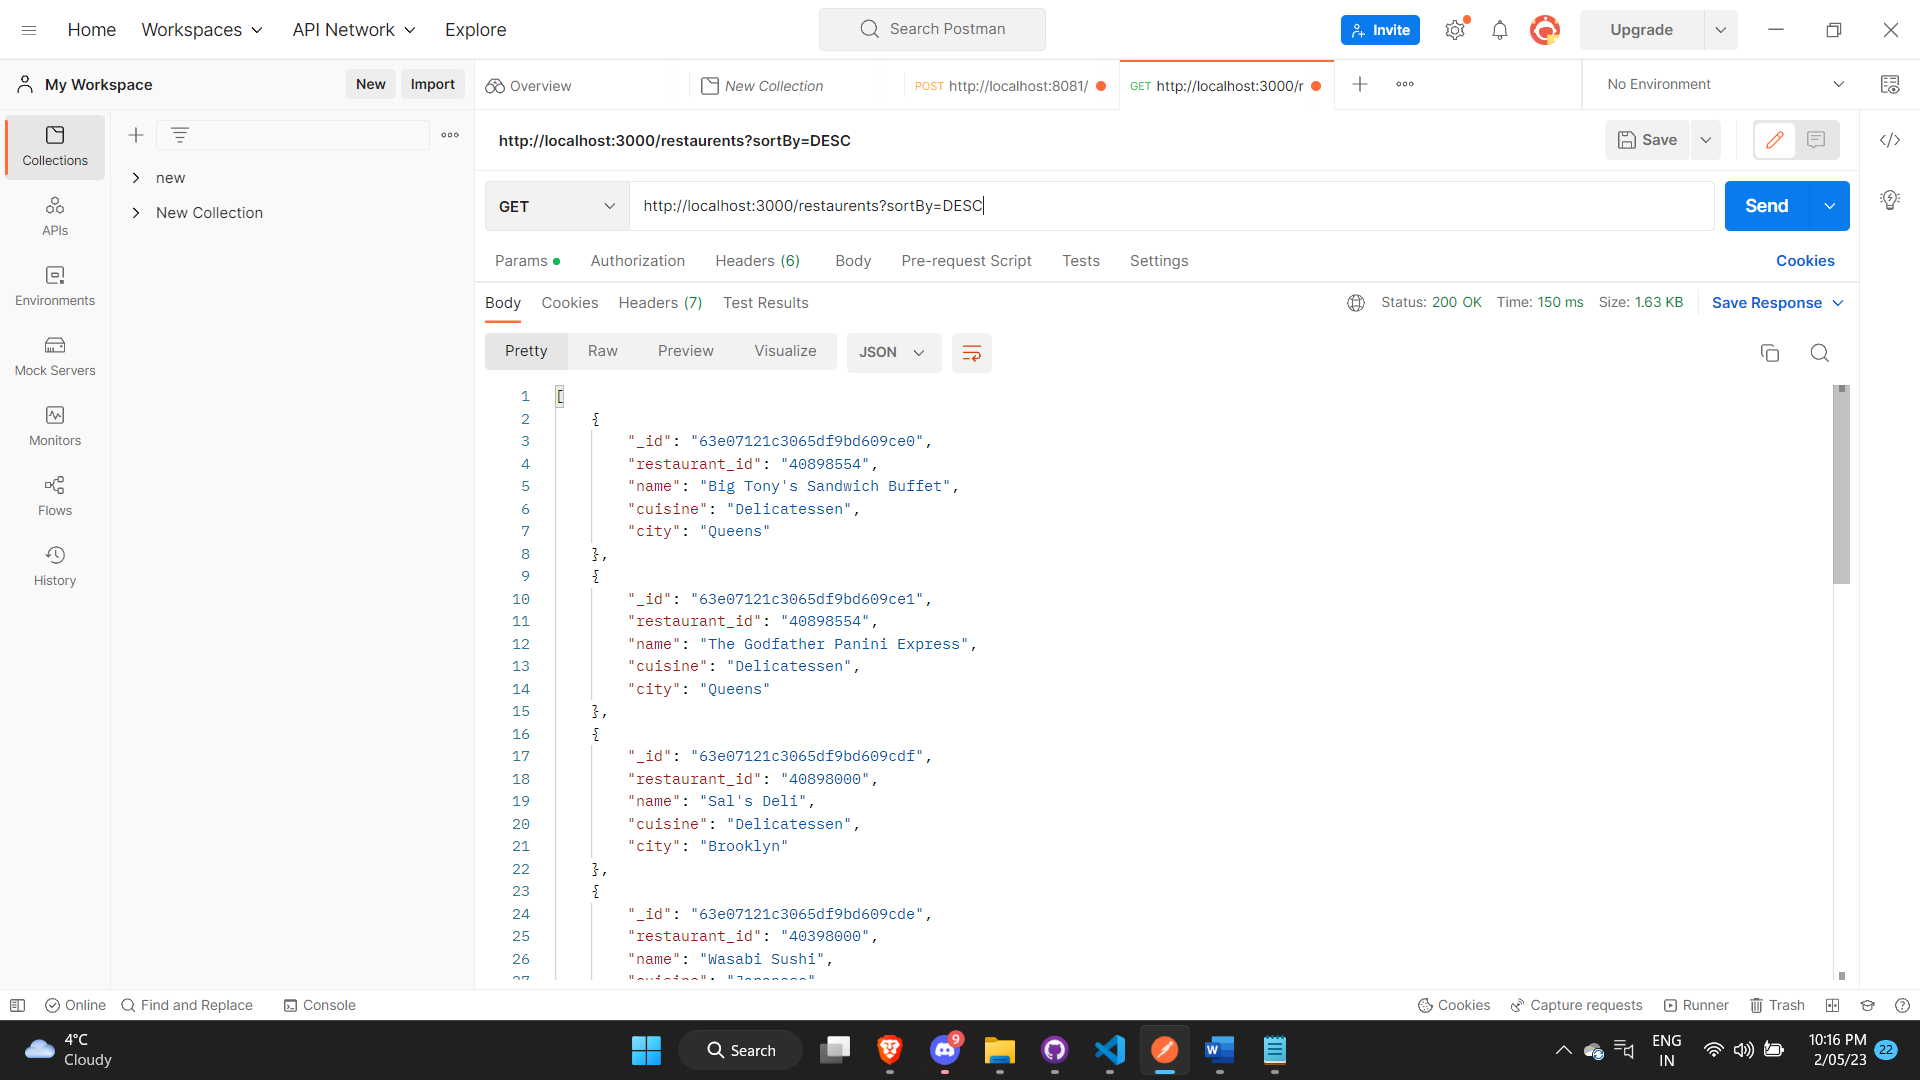 Home
Workspaces
API Network
Explore
Search Postman
Invite
Upgrade
My Workspace
New
Import
Overview
New Collection
POST http://localhost:8081/
GET http://localhost:3000/r
No Environment
Collections
APIs
Environments
Mock Servers
Monitors
Flows
History
new
New Collection
http://localhost:3000/restaurents?sortBy=DESC
Save
GET
http://localhost:3000/restaurents?sortBy=DESC
Send
Params
Authorization
Headers (6)
Body
Pre-request Script
Tests
Settings
Cookies
Body
Cookies
Headers (7)
Test Results
Status: 200 OK
Time: 150 ms
Size: 1.63 KB
Save Response
Pretty
Raw
Preview
Visualize
JSON
1 [
2 {
3 "_id": "63e07121c3065df9bd609ce0",
4 "restaurant_id": "40898554",
5 "name": "Big Tony's Sandwich Buffet",
6 "cuisine": "Delicatessen",
7 "city": "Queens"
8 },
9 {
10 "_id": "63e07121c3065df9bd609ce1",
11 "restaurant_id": "40898554",
12 "name": "The Godfather Panini Express",
13 "cuisine": "Delicatessen",
14 "city": "Queens"
15 },
16 {
17 "_id": "63e07121c3065df9bd609cdf",
18 "restaurant_id": "40898000",
19 "name": "Sal's Deli",
20 "cuisine": "Delicatessen",
21 "city": "Brooklyn"
22 },
23 {
24 "_id": "63e07121c3065df9bd609cde",
25 "restaurant_id": "40398000",
26 "name": "Wasabi Sushi",
27 "cuisine": "Japanese"
Online
Find and Replace
Console
Cookies
Capture requests
Runner
Trash
4°C
Cloudy
Search
9
ENG
IN
10:16 PM
2/05/23
22